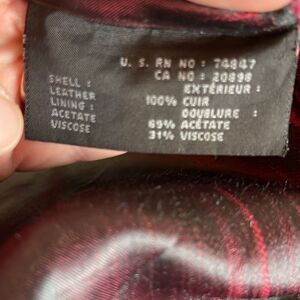 U. S. RN NO : 74847
CA NO : 20898
SHELL : EXTÉRIEUR :
LEATHER 100% CUIR
LINING : DOUBLURE :
ACETATE 69% ACÉTATE
VISCOSE 31% VISCOSE